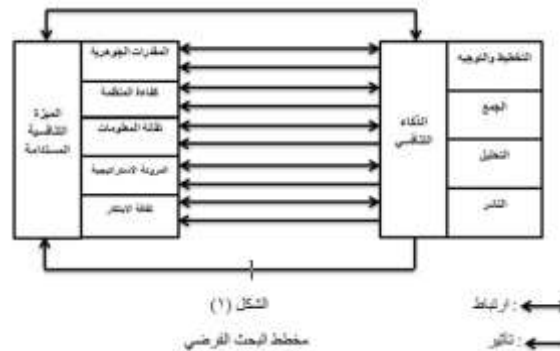 التخطيط والتوجيه
الجمع
التحليل
النشر
الذكاء
التنافسي
المقدرات الجوهرية
كفاءة المنظمة
تقانة المعلومات
المرونة الاستراتيجية
ثقافة الابتكار
الميزة
التنافسية
المستدامة
: ارتباط
: تأثير
الشكل (١)
مخطط البحث الفرضي